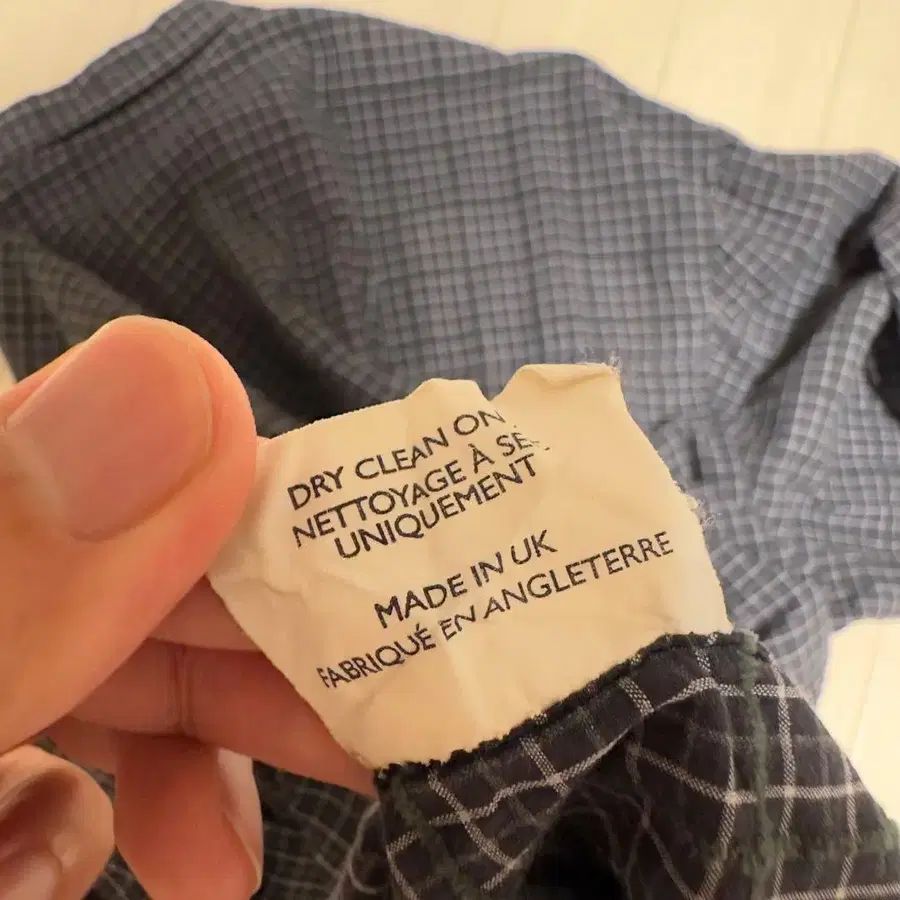 DRY CLEAN ON
NETTOYAGE À SE
UNIQUEMENT
MADE IN UK
FABRIQUÉ EN ANGLETERRE